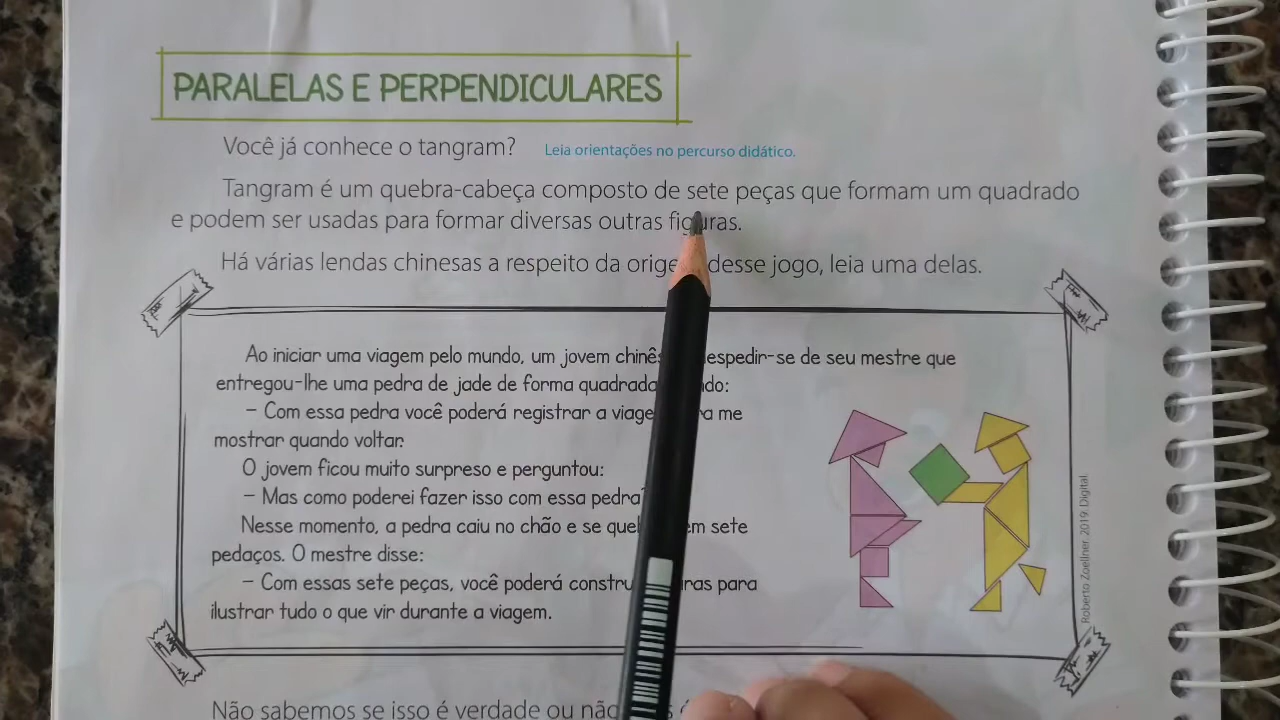 PARALELAS E PERPENDICULARES
Você já conhece o tangram? Leia orientações no percurso didático.
Tangram é um quebra-cabeça composto de sete peças que formam um quadrado
e podem ser usadas para formar diversas outras figuras.
Há várias lendas chinesas a respeito da orige desse jogo, leia uma delas.
Ao iniciar uma viagem pelo mundo, um jovem chinês espedir-se de seu mestre que
entregou-lhe uma pedra de jade de forma quadrada ndo:
– Com essa pedra você poderá registrar a viage ra me
mostrar quando voltar.
O jovem ficou muito surpreso e perguntou:
– Mas como poderei fazer isso com essa pedra?
Nesse momento, a pedra caiu no chão e se que em sete
pedaços. O mestre disse:
– Com essas sete peças, você poderá constru uras para
ilustrar tudo o que vir durante a viagem.
Roberto Zoellner. 2019. Digital.
Não sabemos se isso é verdade ou não